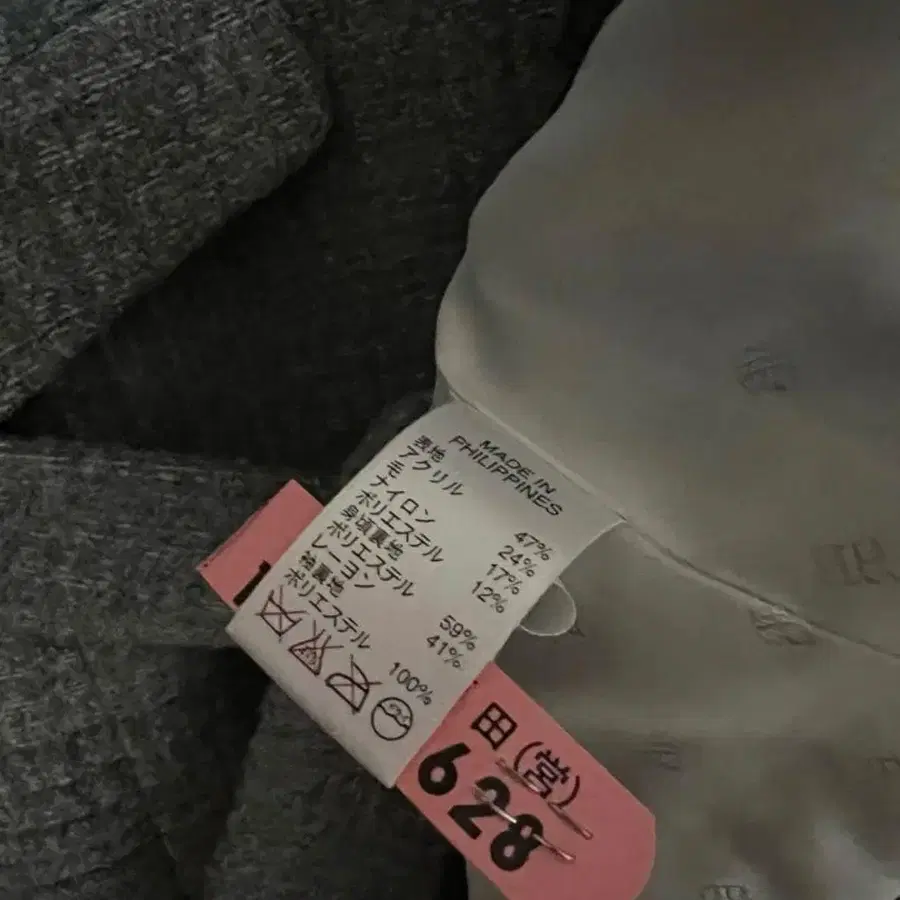 MADE IN
PHILIPPINES
表地
アクリル 47%
毛 24%
ナイロン 17%
ポリエステル 12%
身頃裏地
ポリエステル 59%
レーヨン 41%
袖裏地
ポリエステル 100%
田(営)
628